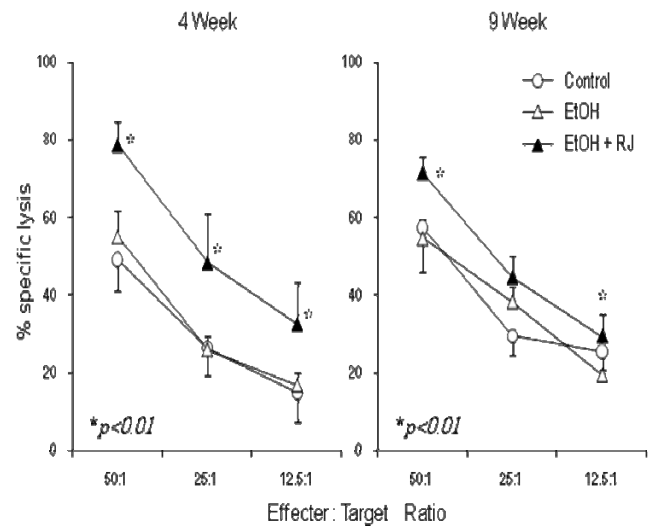 4 Week
9 Week
% specific lysis
100
80
60
40
20
0
*
*
*
*p<0.01
50:1
25:1
12.5:1
100
80
60
40
20
0
Control
EtOH
EtOH + RJ
*
*
*p<0.01
50:1
25:1
12.5:1
Effecter : Target Ratio